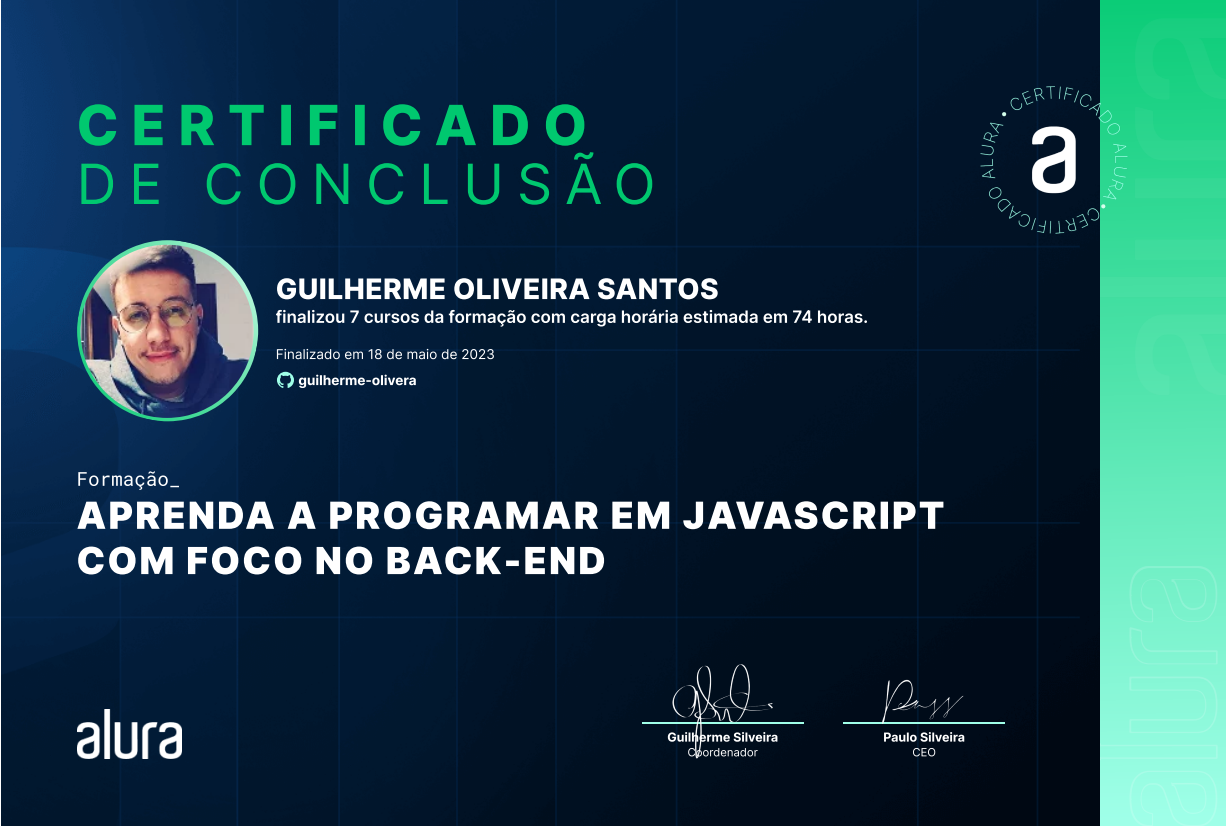 CERTIFICADO
DE CONCLUSÃO
CERTIFICADO ALURA • CERTIFICADO ALURA •
a
GUILHERME OLIVEIRA SANTOS
finalizou 7 cursos da formação com carga horária estimada em 74 horas.
Finalizado em 18 de maio de 2023
guilherme-olivera
Formação_
APRENDA A PROGRAMAR EM JAVASCRIPT
COM FOCO NO BACK-END
alura
Guilherme Silveira
Coordenador
Paulo Silveira
CEO
alura
alura